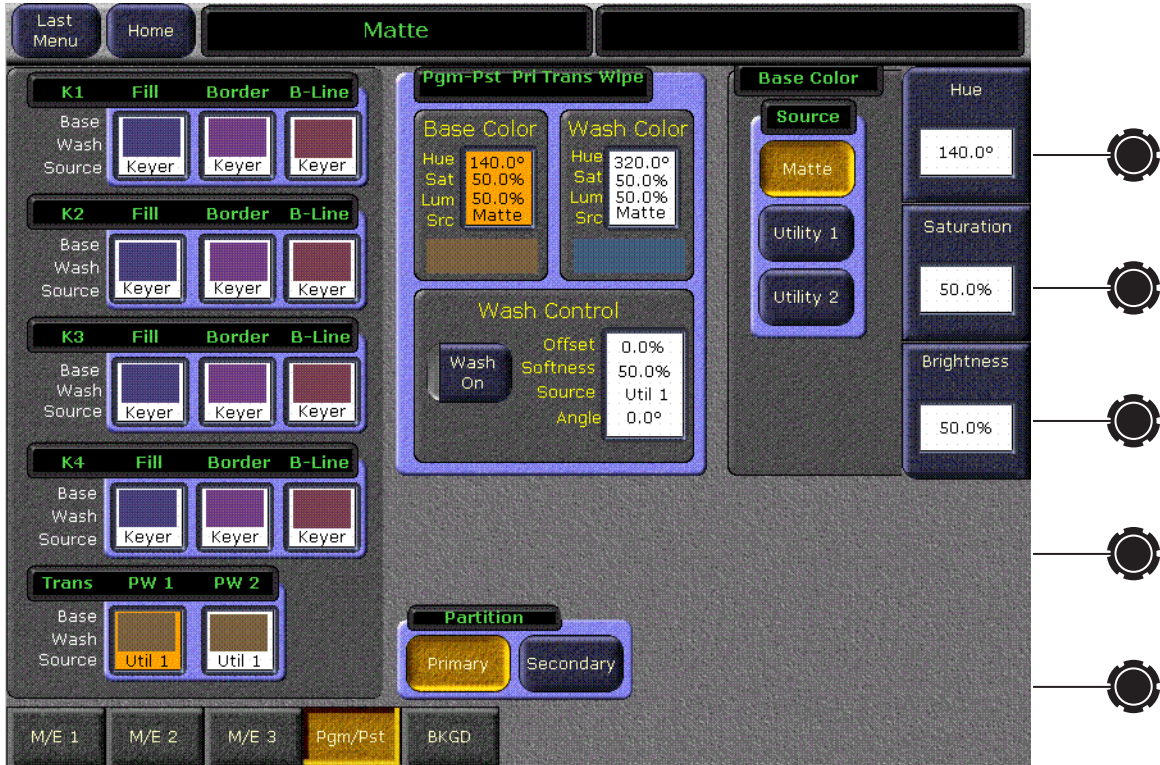 Last
Menu
Home
Matte
K1 Fill Border B-Line
Base
Wash
Source Keyer Keyer Keyer
K2 Fill Border B-Line
Base
Wash
Source Keyer Keyer Keyer
K3 Fill Border B-Line
Base
Wash
Source Keyer Keyer Keyer
K4 Fill Border B-Line
Base
Wash
Source Keyer Keyer Keyer
Trans PW 1 PW 2
Base
Wash
Source Util 1 Util 1
Pgm-Pst Pri Trans Wipe
Base Color
Hue 140.0°
Sat 50.0%
Lum 50.0%
Src Matte
Wash Color
Hue 320.0°
Sat 50.0%
Lum 50.0%
Src Matte
Wash Control
Wash
On
Offset 0.0%
Softness 50.0%
Source Util 1
Angle 0.0°
Partition
Primary Secondary
Base Color
Source
Matte
Utility 1
Utility 2
Hue
140.0°
Saturation
50.0%
Brightness
50.0%
M/E 1 M/E 2 M/E 3 Pgm/Pst BKGD